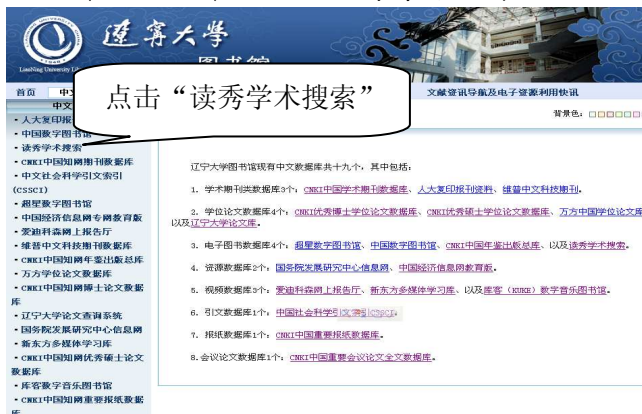 遼寧大學
首页
点击“读秀学术搜索”
文献资讯导航及电子资源利用快讯
背景色:
• 人大复印报
• 中国数字图书馆
• 读秀学术搜索
• CNKI中国知网期刊数据库
• 中文社会科学引文索引
(CSSCI)
• 超星数字图书馆
• 中国经济信息网专网教育版
• 爱迪科森网上报告厅
• 维普中文科技期刊数据库
• CNKI中国知网年鉴出版总库
• 万方学位论文数据库
• CNKI中国知网博士论文数据
库
• 辽宁大学论文查询系统
• 国务院发展研究中心信息网
• 新东方多媒体学习库
• CNKI中国知网优秀硕士论文
数据库
• 库客数字音乐图书馆
• CNKI中国知网重要报纸数据
库
辽宁大学图书馆现有中文数据库共十九个,其中包括:
1. 学术期刊类数据库3个:CNKI中国学术期刊数据库、人大复印报刊资料、维普中文科技期刊。
2. 学位论文数据库4个:CNKI优秀博士学位论文数据库、CNKI优秀硕士学位论文数据库、万方中国学位论文库
以及辽宁大学论文库。
3. 电子图书数据库4个:超星数字图书馆、中国数字图书馆、CNKI中国年鉴出版总库、以及读秀学术搜索。
4. 资源数据库2个:国务院发展研究中心信息网、中国经济信息网教育版。
5. 视频数据库3个:爱迪科森网上报告厅、新东方多媒体学习库、以及库客(KUKE)数字音乐图书馆。
6. 引文数据库1个:中国社会科学引文索引CSSCI。
7. 报纸数据库1个:CNKI中国重要报纸数据库。
8. 会议论文数据库1个:CNKI中国重要会议论文全文数据库。